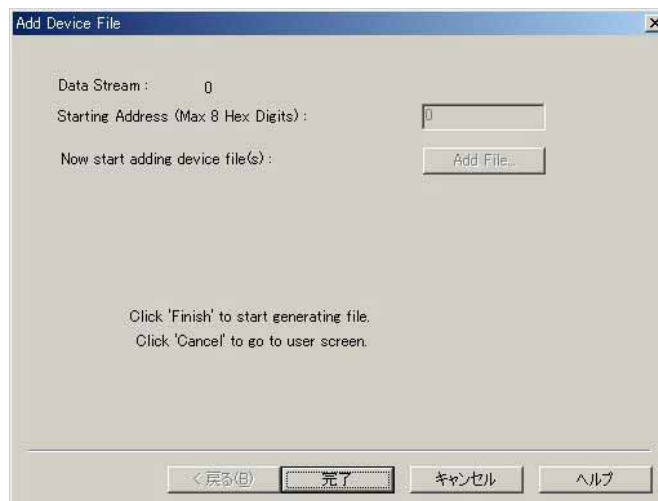 Add Device File
Data Stream : 0
Starting Address (Max 8 Hex Digits) : 0
Now start adding device file(s) : Add File...
Click 'Finish' to start generating file.
Click 'Cancel' to go to user screen.
< 戻る(B) 完了 キャンセル ヘルプ